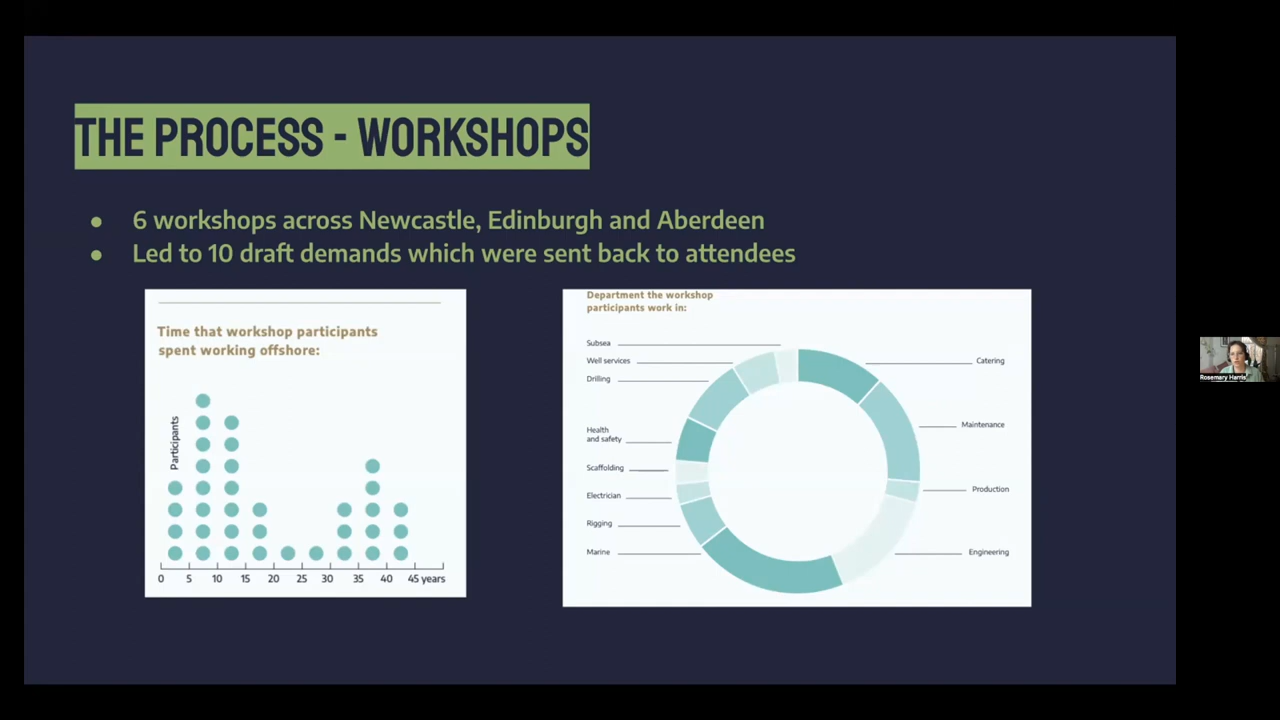 THE PROCESS - WORKSHOPS
● 6 workshops across Newcastle, Edinburgh and Aberdeen
● Led to 10 draft demands which were sent back to attendees
Time that workshop participants
spent working offshore:
Participants
0 5 10 15 20 25 30 35 40 45 years
Department the workshop
participants work in:
Subsea
Well services
Drilling
Health
and safety
Scaffolding
Electrician
Rigging
Marine
Catering
Maintenance
Production
Engineering
Rosemary Harris